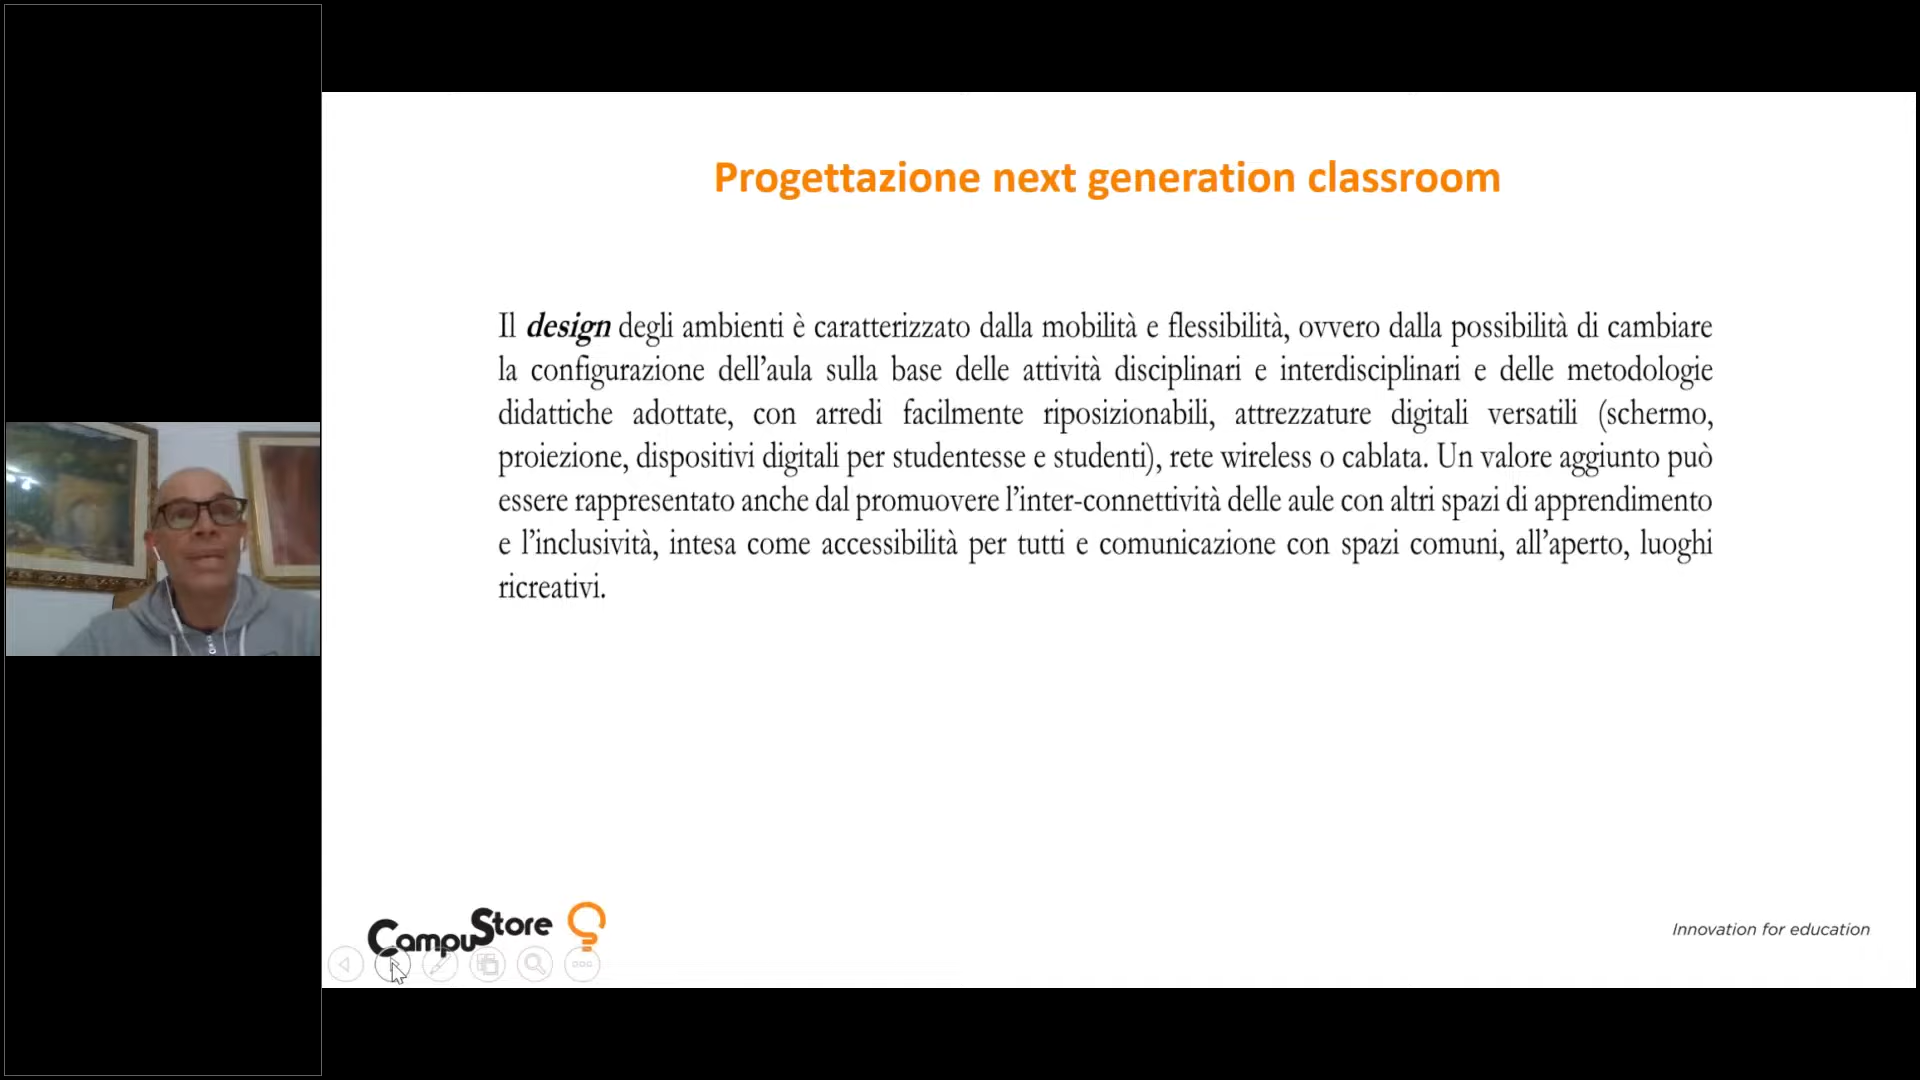 Progettazione next generation classroom
Il design degli ambienti è caratterizzato dalla mobilità e flessibilità, ovvero dalla possibilità di cambiare
la configurazione dell’aula sulla base delle attività disciplinari e interdisciplinari e delle metodologie
didattiche adottate, con arredi facilmente riposizionabili, attrezzature digitali versatili (schermo,
proiezione, dispositivi digitali per studentesse e studenti), rete wireless o cablata. Un valore aggiunto può
essere rappresentato anche dal promuovere l’inter-connettività delle aule con altri spazi di apprendimento
e l’inclusività, intesa come accessibilità per tutti e comunicazione con spazi comuni, all’aperto, luoghi
ricreativi.
CampuStore
Innovation for education